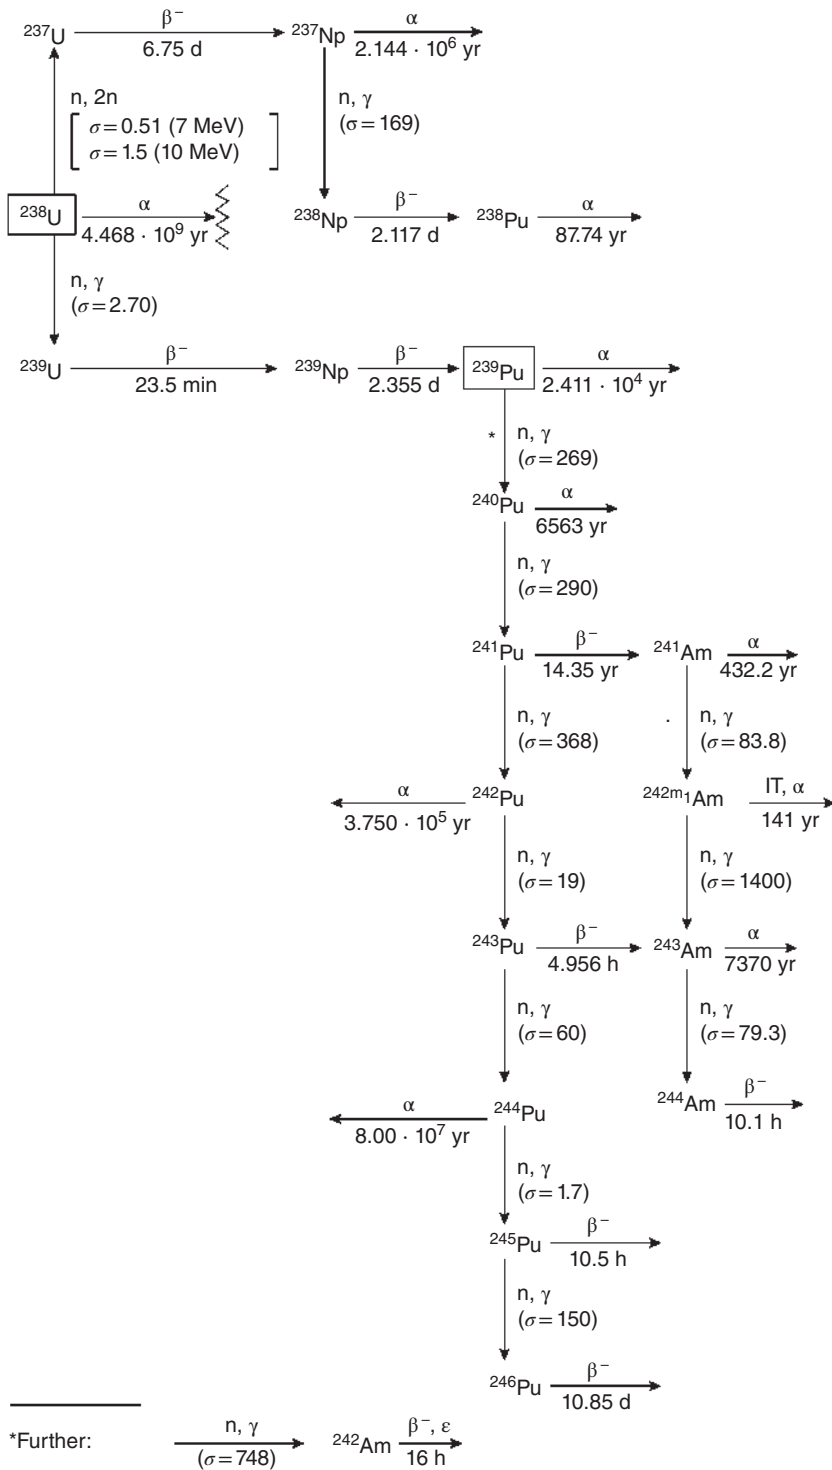 β⁻ α
²³⁷U 6.75 d ²³⁷Np 2.144 · 10⁶ yr
n, 2n n, γ
σ=0.51 (7 MeV) (σ=169)
σ=1.5 (10 MeV)
α β⁻ α
²³⁸U 4.468 · 10⁹ yr ²³⁸Np 2.117 d ²³⁸Pu 87.74 yr
n, γ
(σ=2.70)
β⁻ β⁻ α
²³⁹U 23.5 min ²³⁹Np 2.355 d ²³⁹Pu 2.411 · 10⁴ yr
* n, γ
(σ=269)
α
²⁴⁰Pu 6563 yr
n, γ
(σ=290)
β⁻ α
²⁴¹Pu 14.35 yr ²⁴¹Am 432.2 yr
n, γ . n, γ
(σ=368) (σ=83.8)
α IT, α
3.750 · 10⁵ yr ²⁴²Pu ²⁴²ᵐ₁Am 141 yr
n, γ n, γ
(σ=19) (σ=1400)
β⁻ α
²⁴³Pu 4.956 h ²⁴³Am 7370 yr
n, γ n, γ
(σ=60) (σ=79.3)
α β⁻
8.00 · 10⁷ yr ²⁴⁴Pu ²⁴⁴Am 10.1 h
n, γ
(σ=1.7)
β⁻
²⁴⁵Pu 10.5 h
n, γ
(σ=150)
β⁻
²⁴⁶Pu 10.85 d
n, γ β⁻, ε
*Further: (σ=748) ²⁴²Am 16 h